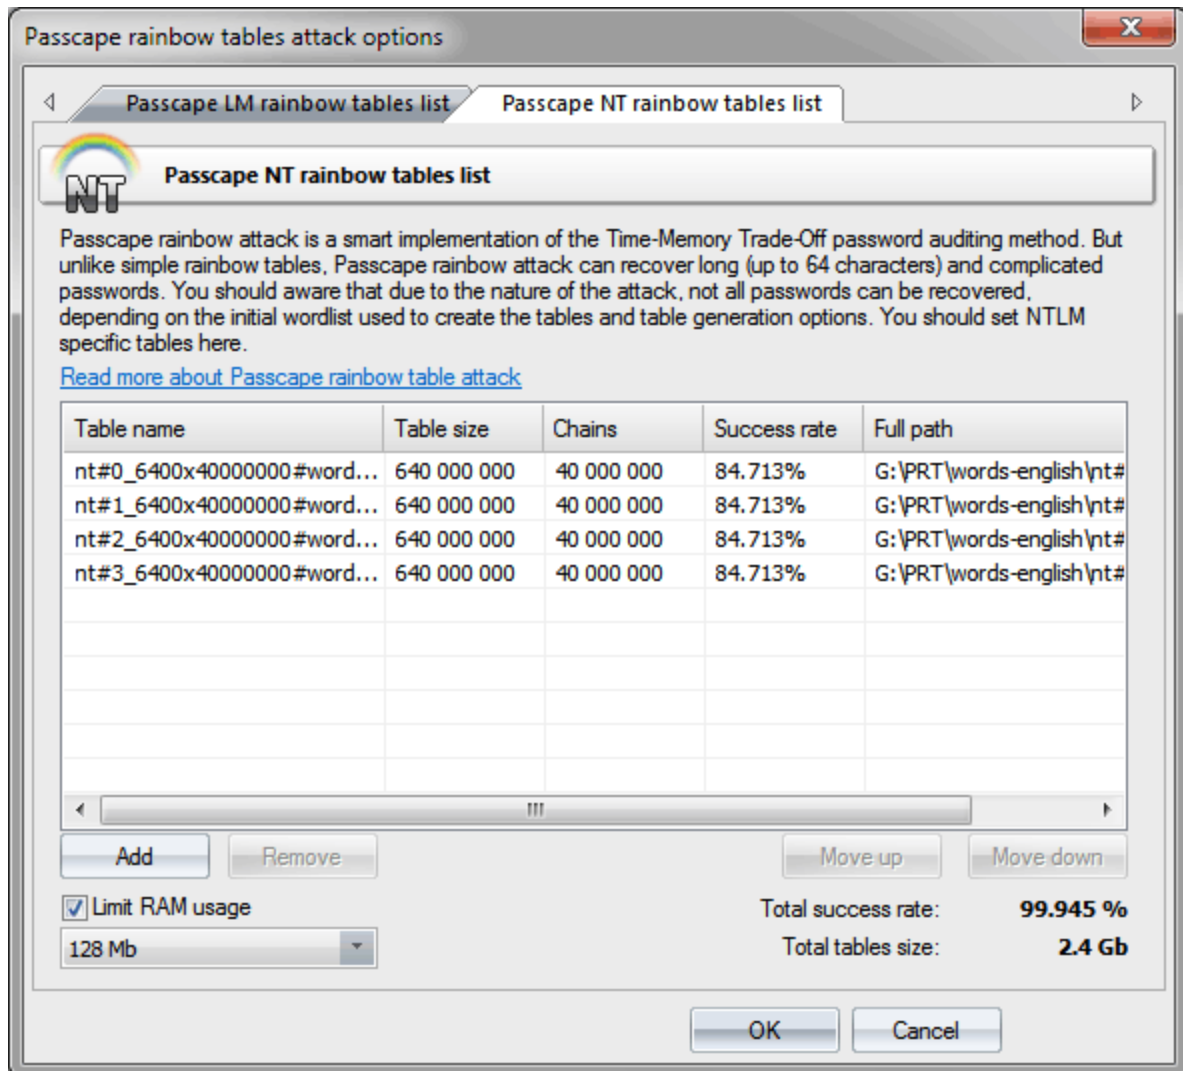 Passcape rainbow tables attack options
Passcape LM rainbow tables list
Passcape NT rainbow tables list
NT
Passcape NT rainbow tables list
Passcape rainbow attack is a smart implementation of the Time-Memory Trade-Off password auditing method. But
unlike simple rainbow tables, Passcape rainbow attack can recover long (up to 64 characters) and complicated
passwords. You should aware that due to the nature of the attack, not all passwords can be recovered,
depending on the initial wordlist used to create the tables and table generation options. You should set NTLM
specific tables here.
Read more about Passcape rainbow table attack
Table name Table size Chains Success rate Full path
nt#0_6400x40000000#word... 640 000 000 40 000 000 84.713% G:\PRT\words-english\nt#
nt#1_6400x40000000#word... 640 000 000 40 000 000 84.713% G:\PRT\words-english\nt#
nt#2_6400x40000000#word... 640 000 000 40 000 000 84.713% G:\PRT\words-english\nt#
nt#3_6400x40000000#word... 640 000 000 40 000 000 84.713% G:\PRT\words-english\nt#
Add Remove Move up Move down
Limit RAM usage Total success rate: 99.945 %
128 Mb Total tables size: 2.4 Gb
OK Cancel